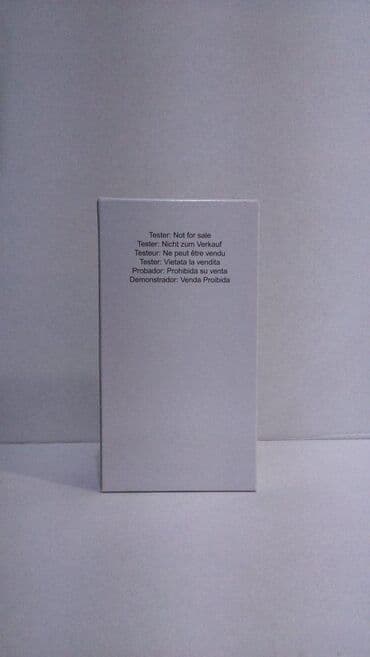 Tester: Not for sale
Tester: Nicht zum Verkauf
Testeur: Ne peut être vendu
Tester: Vietata la vendita
Probador: Prohibida su venta
Demonstrador: Venda Proibida